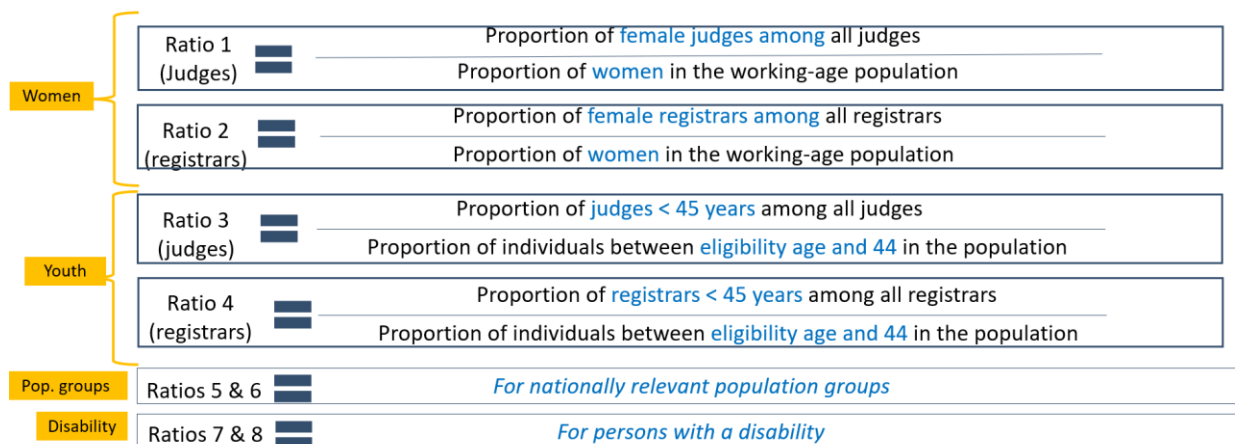 Women
Ratio 1
(Judges)
Proportion of female judges among all judges
Proportion of women in the working-age population
Ratio 2
(registrars)
Proportion of female registrars among all registrars
Proportion of women in the working-age population
Youth
Ratio 3
(judges)
Proportion of judges < 45 years among all judges
Proportion of individuals between eligibility age and 44 in the population
Ratio 4
(registrars)
Proportion of registrars < 45 years among all registrars
Proportion of individuals between eligibility age and 44 in the population
Pop. groups
Ratios 5 & 6
For nationally relevant population groups
Disability
Ratios 7 & 8
For persons with a disability